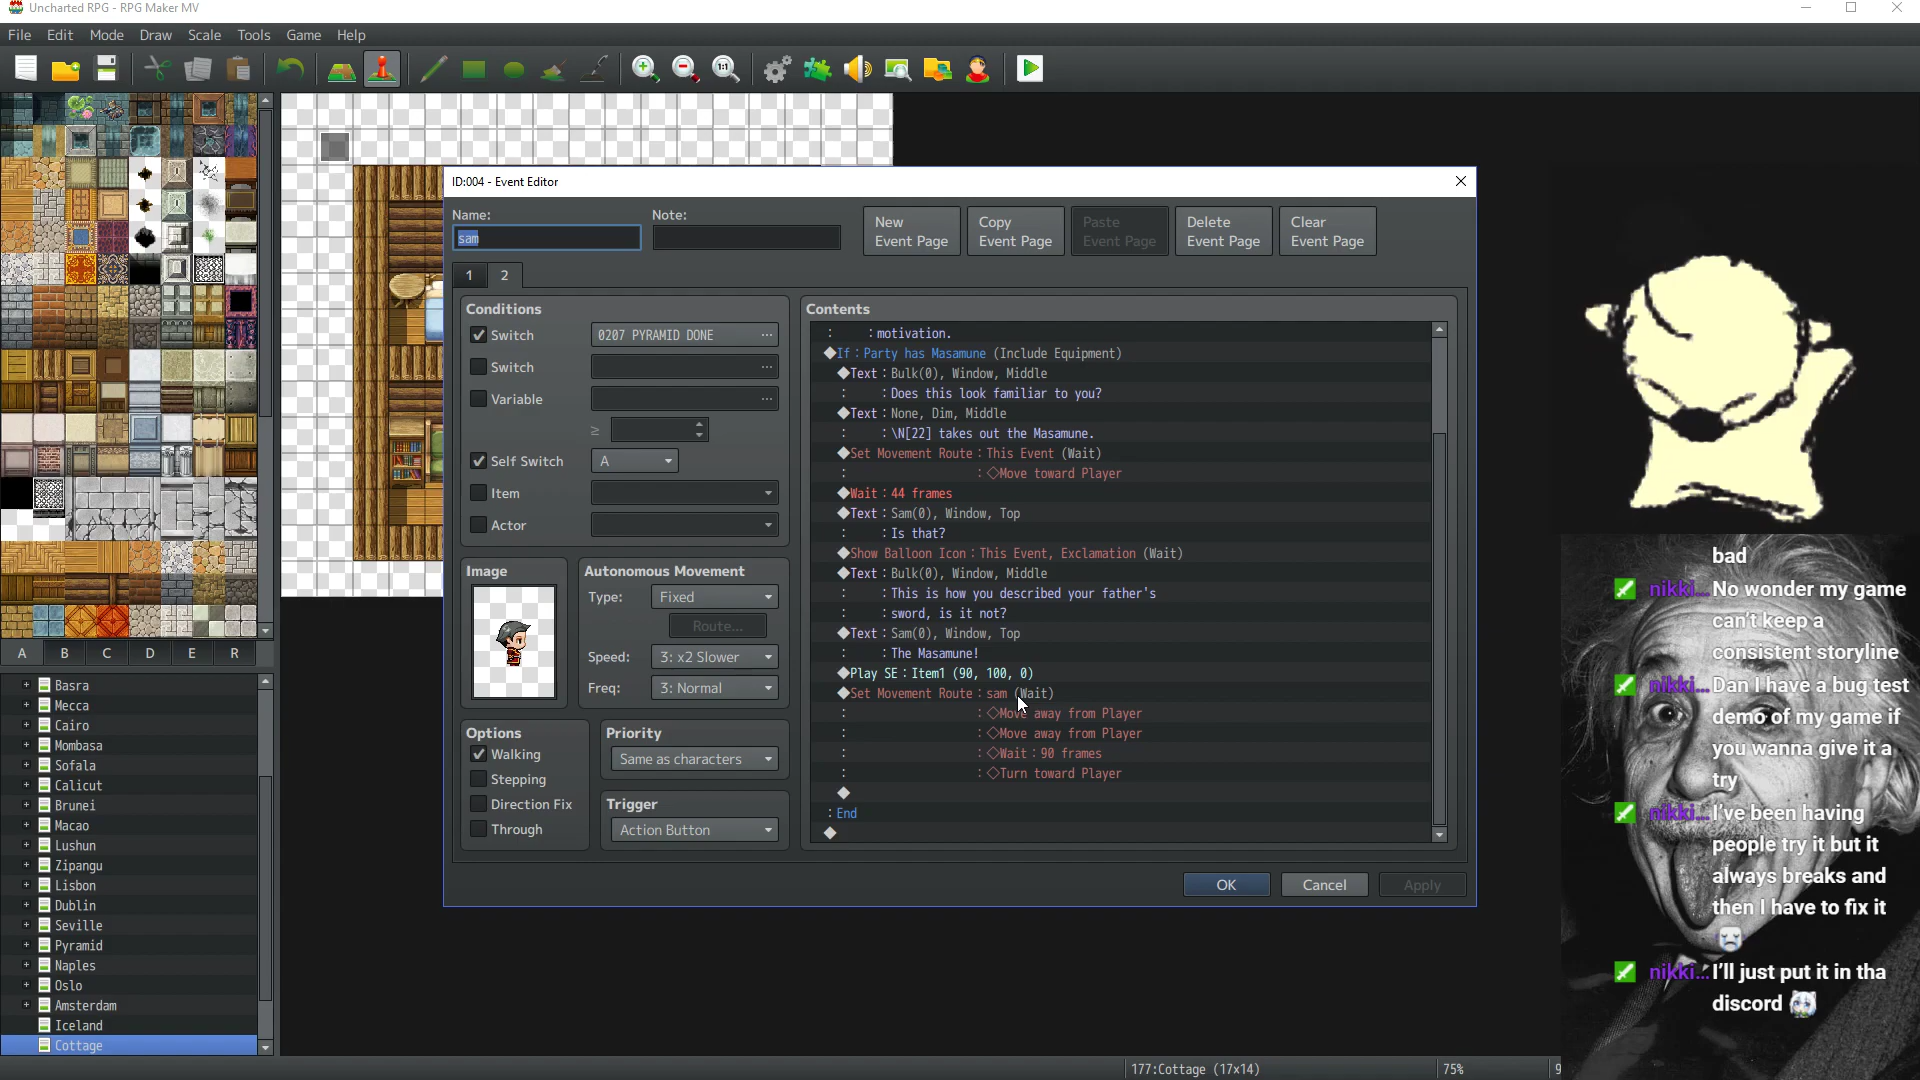 Uncharted RPG - RPG Maker MV
File Edit Mode Draw Scale Tools Game Help
ID:004 - Event Editor
Name:
Note:
sam
New
Event Page
Copy
Event Page
Paste
Event Page
Delete
Event Page
Clear
Event Page
1 2
Conditions
Switch 0207 PYRAMID DONE ...
Switch ...
Variable ...
≥
Self Switch A
Item
Actor
Image
Autonomous Movement
Type: Fixed
Route...
Speed: 3: x2 Slower
Freq: 3: Normal
Options
Walking
Stepping
Direction Fix
Through
Priority
Same as characters
Trigger
Action Button
Contents
: : motivation.
◆If : Party has Masamune (Include Equipment)
◆Text : Bulk(0), Window, Middle
: : Does this look familiar to you?
◆Text : None, Dim, Middle
: : \N[22] takes out the Masamune.
◆Set Movement Route : This Event (Wait)
: : ◇Move toward Player
◆Wait : 44 frames
◆Text : Sam(0), Window, Top
: : Is that?
◆Show Balloon Icon : This Event, Exclamation (Wait)
◆Text : Bulk(0), Window, Middle
: : This is how you described your father's
: : sword, is it not?
◆Text : Sam(0), Window, Top
: : The Masamune!
◆Play SE : Item1 (90, 100, 0)
◆Set Movement Route : sam (Wait)
: : ◇Move away from Player
: : ◇Move away from Player
: : ◇Wait : 90 frames
: : ◇Turn toward Player
◆
: End
◆
OK
Cancel
Apply
A B C D E R
Basra
Mecca
Cairo
Mombasa
Sofala
Calicut
Brunei
Macao
Lushun
Zipangu
Lisbon
Dublin
Seville
Pyramid
Naples
Oslo
Amsterdam
Iceland
Cottage
177:Cottage (17x14)
75%
bad
nikki... No wonder my game
can't keep a
consistent storyline
nikki... Dan I have a bug test
demo of my game if
you wanna give it a
try
nikki... I've been having
people try it but it
always breaks and
then I have to fix it
nikki... I'll just put it in tha
discord